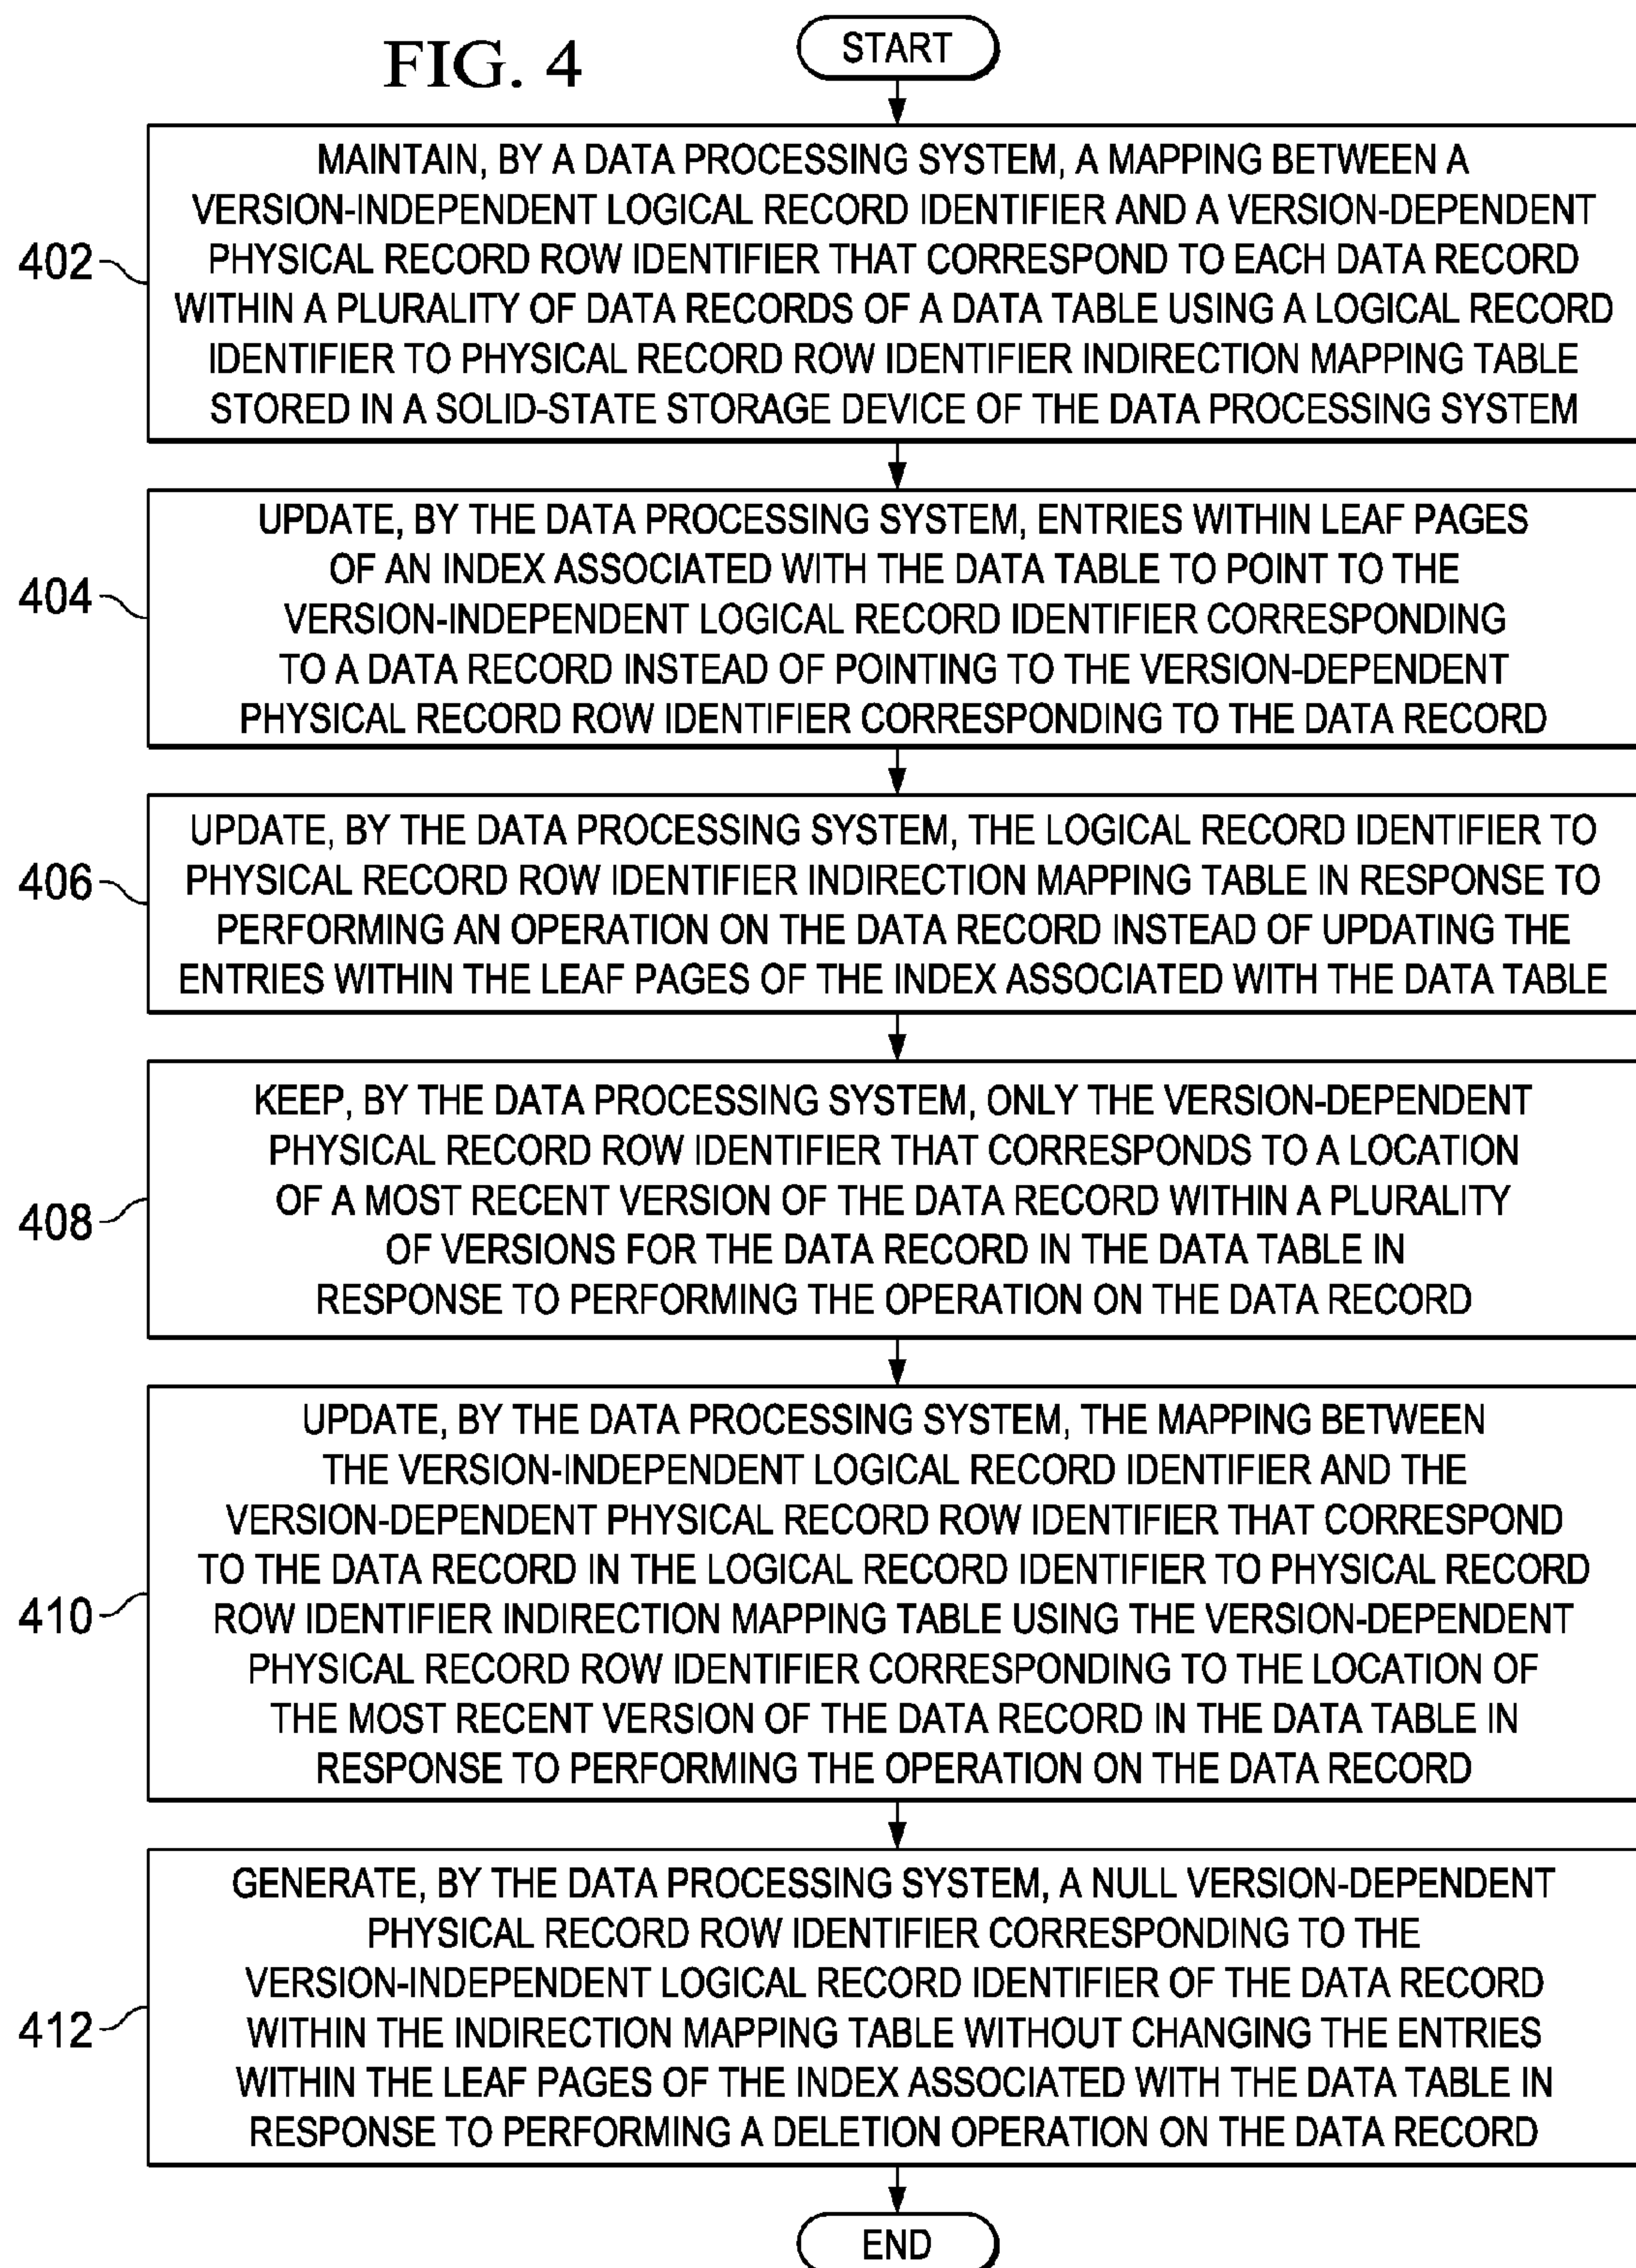 FIG. 4
START
402
MAINTAIN, BY A DATA PROCESSING SYSTEM, A MAPPING BETWEEN A
VERSION-INDEPENDENT LOGICAL RECORD IDENTIFIER AND A VERSION-DEPENDENT
PHYSICAL RECORD ROW IDENTIFIER THAT CORRESPOND TO EACH DATA RECORD
WITHIN A PLURALITY OF DATA RECORDS OF A DATA TABLE USING A LOGICAL RECORD
IDENTIFIER TO PHYSICAL RECORD ROW IDENTIFIER INDIRECTION MAPPING TABLE
STORED IN A SOLID-STATE STORAGE DEVICE OF THE DATA PROCESSING SYSTEM
404
UPDATE, BY THE DATA PROCESSING SYSTEM, ENTRIES WITHIN LEAF PAGES
OF AN INDEX ASSOCIATED WITH THE DATA TABLE TO POINT TO THE
VERSION-INDEPENDENT LOGICAL RECORD IDENTIFIER CORRESPONDING
TO A DATA RECORD INSTEAD OF POINTING TO THE VERSION-DEPENDENT
PHYSICAL RECORD ROW IDENTIFIER CORRESPONDING TO THE DATA RECORD
406
UPDATE, BY THE DATA PROCESSING SYSTEM, THE LOGICAL RECORD IDENTIFIER TO
PHYSICAL RECORD ROW IDENTIFIER INDIRECTION MAPPING TABLE IN RESPONSE TO
PERFORMING AN OPERATION ON THE DATA RECORD INSTEAD OF UPDATING THE
ENTRIES WITHIN THE LEAF PAGES OF THE INDEX ASSOCIATED WITH THE DATA TABLE
408
KEEP, BY THE DATA PROCESSING SYSTEM, ONLY THE VERSION-DEPENDENT
PHYSICAL RECORD ROW IDENTIFIER THAT CORRESPONDS TO A LOCATION
OF A MOST RECENT VERSION OF THE DATA RECORD WITHIN A PLURALITY
OF VERSIONS FOR THE DATA RECORD IN THE DATA TABLE IN
RESPONSE TO PERFORMING THE OPERATION ON THE DATA RECORD
410
UPDATE, BY THE DATA PROCESSING SYSTEM, THE MAPPING BETWEEN
THE VERSION-INDEPENDENT LOGICAL RECORD IDENTIFIER AND THE
VERSION-DEPENDENT PHYSICAL RECORD ROW IDENTIFIER THAT CORRESPOND
TO THE DATA RECORD IN THE LOGICAL RECORD IDENTIFIER TO PHYSICAL RECORD
ROW IDENTIFIER INDIRECTION MAPPING TABLE USING THE VERSION-DEPENDENT
PHYSICAL RECORD ROW IDENTIFIER CORRESPONDING TO THE LOCATION OF
THE MOST RECENT VERSION OF THE DATA RECORD IN THE DATA TABLE IN
RESPONSE TO PERFORMING THE OPERATION ON THE DATA RECORD
412
GENERATE, BY THE DATA PROCESSING SYSTEM, A NULL VERSION-DEPENDENT
PHYSICAL RECORD ROW IDENTIFIER CORRESPONDING TO THE
VERSION-INDEPENDENT LOGICAL RECORD IDENTIFIER OF THE DATA RECORD
WITHIN THE INDIRECTION MAPPING TABLE WITHOUT CHANGING THE ENTRIES
WITHIN THE LEAF PAGES OF THE INDEX ASSOCIATED WITH THE DATA TABLE IN
RESPONSE TO PERFORMING A DELETION OPERATION ON THE DATA RECORD
END